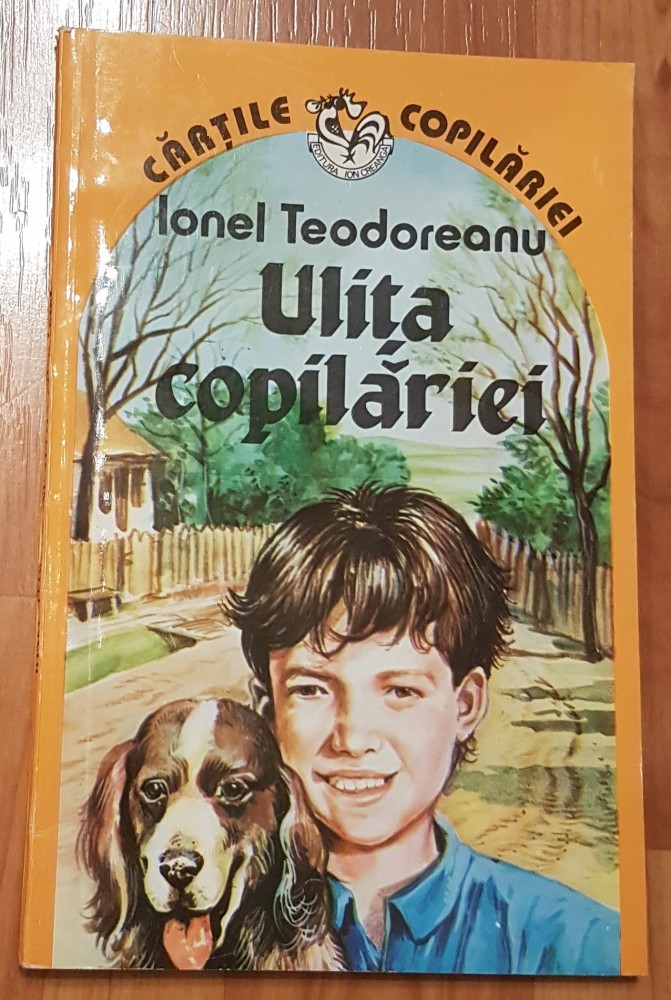 CĂRȚILE COPILĂRIEI
EDITURA ION CREANGĂ
Ionel Teodoreanu
Ulița
copilăriei